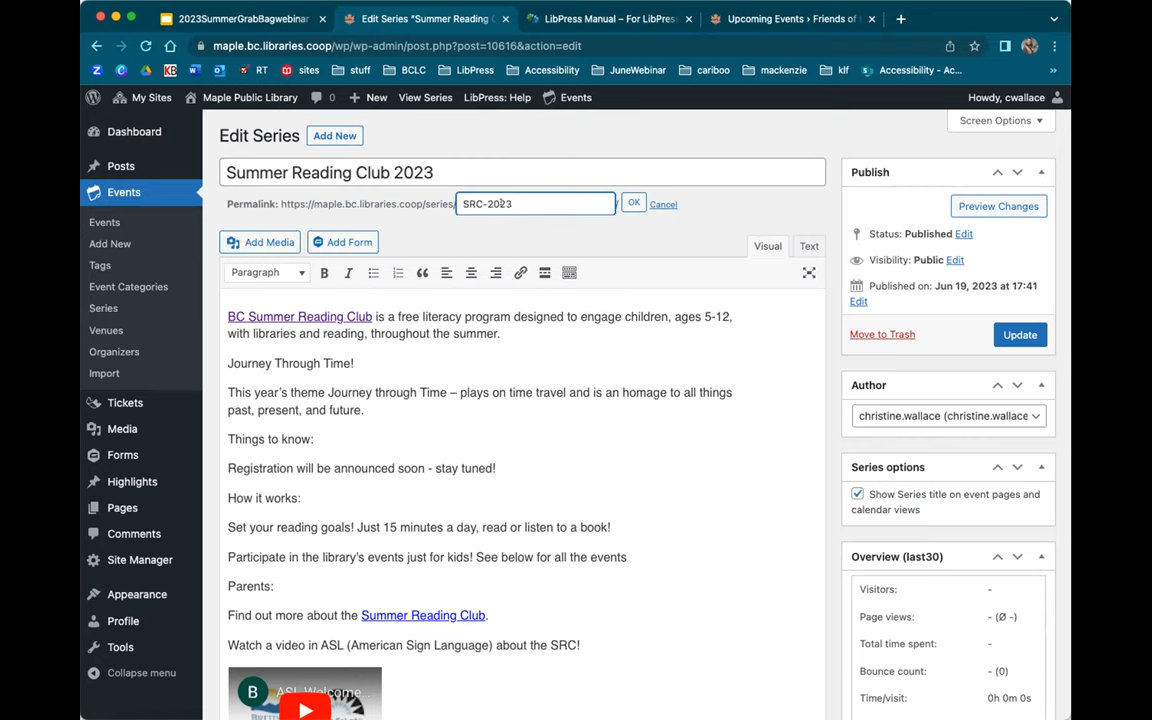 2023SummerGrabBagwebinar
Edit Series "Summer Reading C
LibPress Manual – For LibPress
Upcoming Events › Friends of t
maple.bc.libraries.coop/wp/wp-admin/post.php?post=10616&action=edit
RT
sites
stuff
BCLC
LibPress
Accessibility
JuneWebinar
cariboo
mackenzie
klf
Accessibility - Ac...
My Sites
Maple Public Library
0
New
View Series
LibPress: Help
Events
Howdy, cwallace
Dashboard
Posts
Events
Events
Add New
Tags
Event Categories
Series
Venues
Organizers
Import
Tickets
Media
Forms
Highlights
Pages
Comments
Site Manager
Appearance
Profile
Tools
Collapse menu
Screen Options
Edit Series
Add New
Summer Reading Club 2023
Permalink: https://maple.bc.libraries.coop/series/ SRC-2023 / OK Cancel
Add Media
Add Form
Visual
Text
Paragraph
B
I
BC Summer Reading Club is a free literacy program designed to engage children, ages 5-12,
with libraries and reading, throughout the summer.
Journey Through Time!
This year's theme Journey through Time – plays on time travel and is an homage to all things
past, present, and future.
Things to know:
Registration will be announced soon - stay tuned!
How it works:
Set your reading goals! Just 15 minutes a day, read or listen to a book!
Participate in the library's events just for kids! See below for all the events
Parents:
Find out more about the Summer Reading Club.
Watch a video in ASL (American Sign Language) about the SRC!
B
ASL Welcome...
Publish
Preview Changes
Status: Published Edit
Visibility: Public Edit
Published on: Jun 19, 2023 at 17:41
Edit
Move to Trash
Update
Author
christine.wallace (christine.wallace
Series options
Show Series title on event pages and
calendar views
Overview (last30)
Visitors: -
Page views: - (Ø -)
Total time spent: -
Bounce count: - (0)
Time/visit: 0h 0m 0s